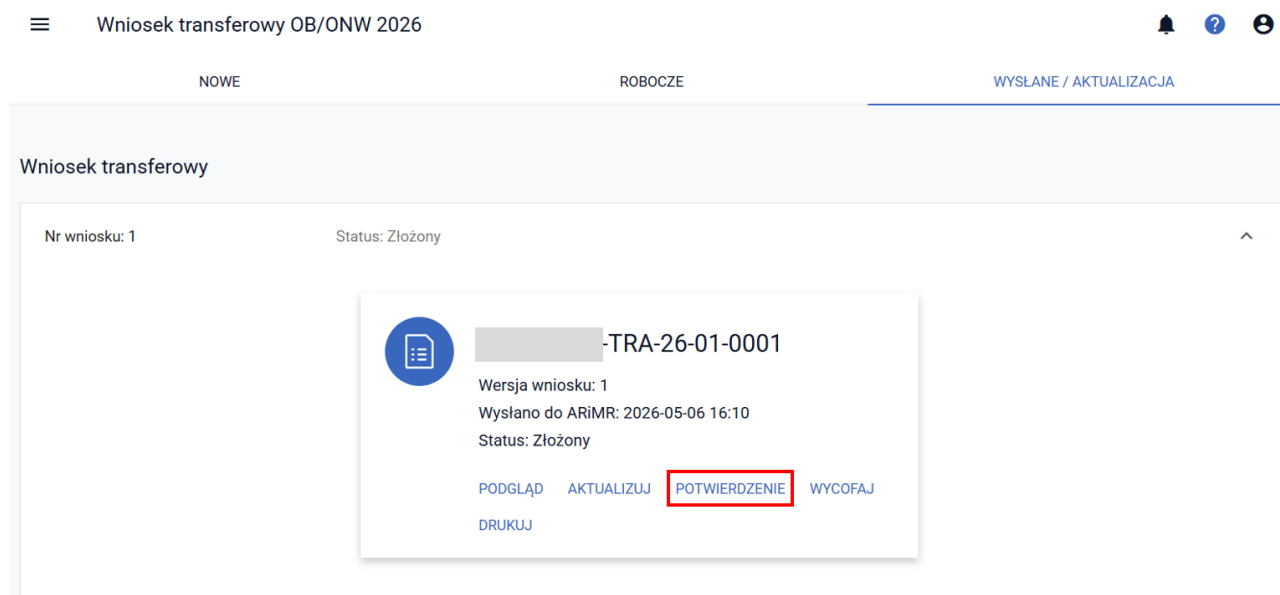 Wniosek transferowy OB/ONW 2026
NOWE
ROBOCZE
WYSŁANE / AKTUALIZACJA
Wniosek transferowy
Nr wniosku: 1
Status: Złożony
-TRA-26-01-0001
Wersja wniosku: 1
Wysłano do ARiMR: 2026-05-06 16:10
Status: Złożony
PODGLĄD AKTUALIZUJ POTWIERDZENIE WYCOFAJ
DRUKUJ